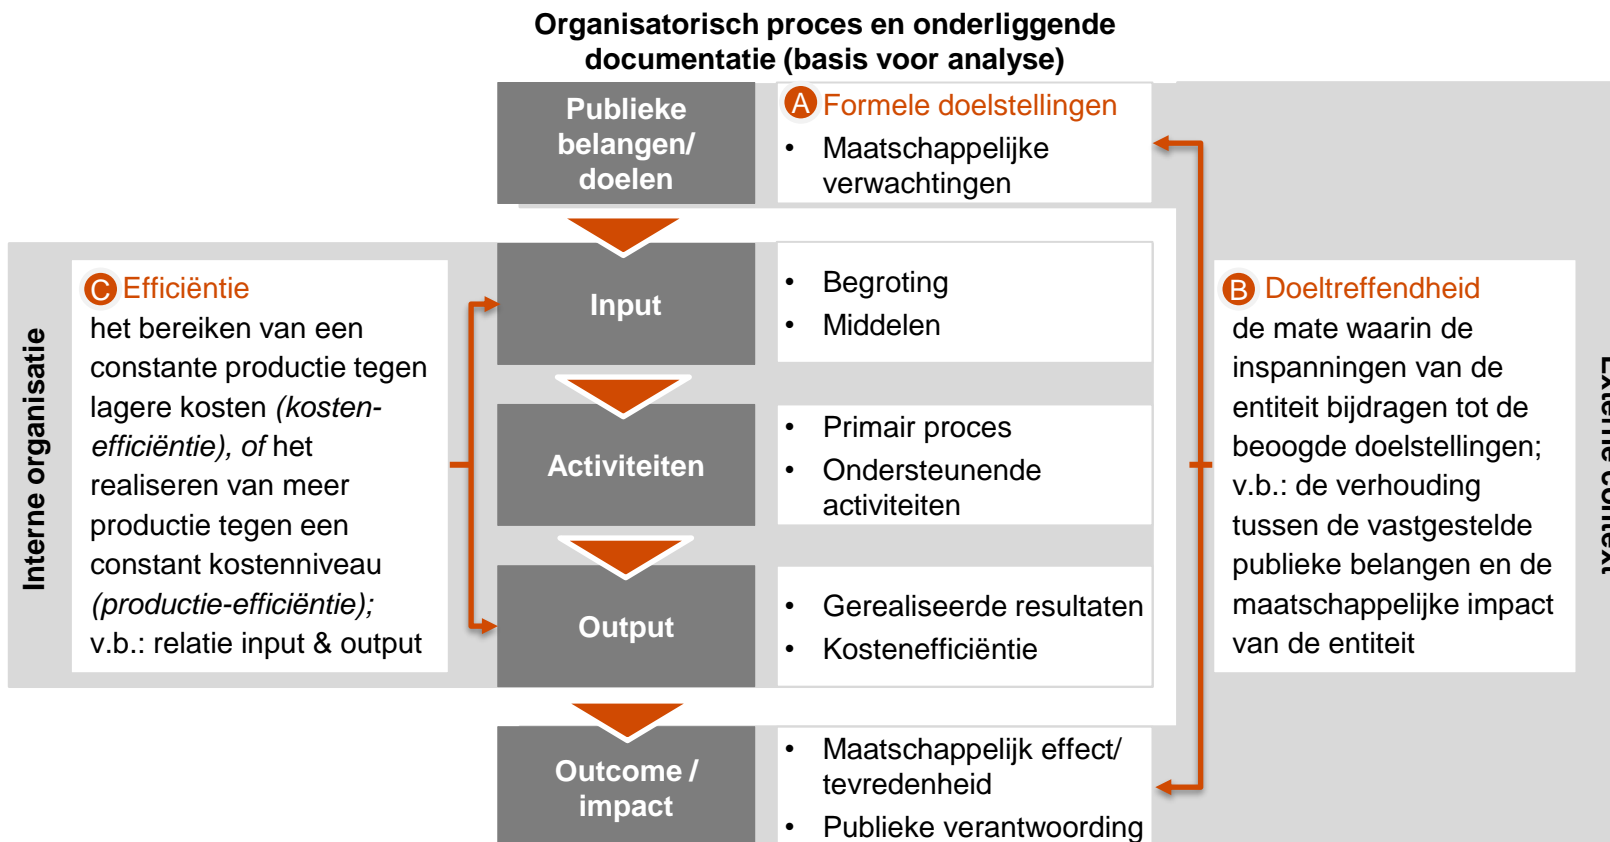 Organisatorisch proces en onderliggende
documentatie (basis voor analyse)
Publieke
belangen/
doelen
A Formele doelstellingen
• Maatschappelijke
verwachtingen
Interne organisatie
C Efficiëntie
het bereiken van een
constante productie tegen
lagere kosten (kosten-
efficiëntie), of het
realiseren van meer
productie tegen een
constant kostenniveau
(productie-efficiëntie);
v.b.: relatie input & output
Input
• Begroting
• Middelen
Activiteiten
• Primair proces
• Ondersteunende
activiteiten
Output
• Gerealiseerde resultaten
• Kostenefficiëntie
Outcome /
impact
• Maatschappelijk effect/
tevredenheid
• Publieke verantwoording
B Doeltreffendheid
de mate waarin de
inspanningen van de
entiteit bijdragen tot de
beoogde doelstellingen;
v.b.: de verhouding
tussen de vastgestelde
publieke belangen en de
maatschappelijke impact
van de entiteit
Externe context